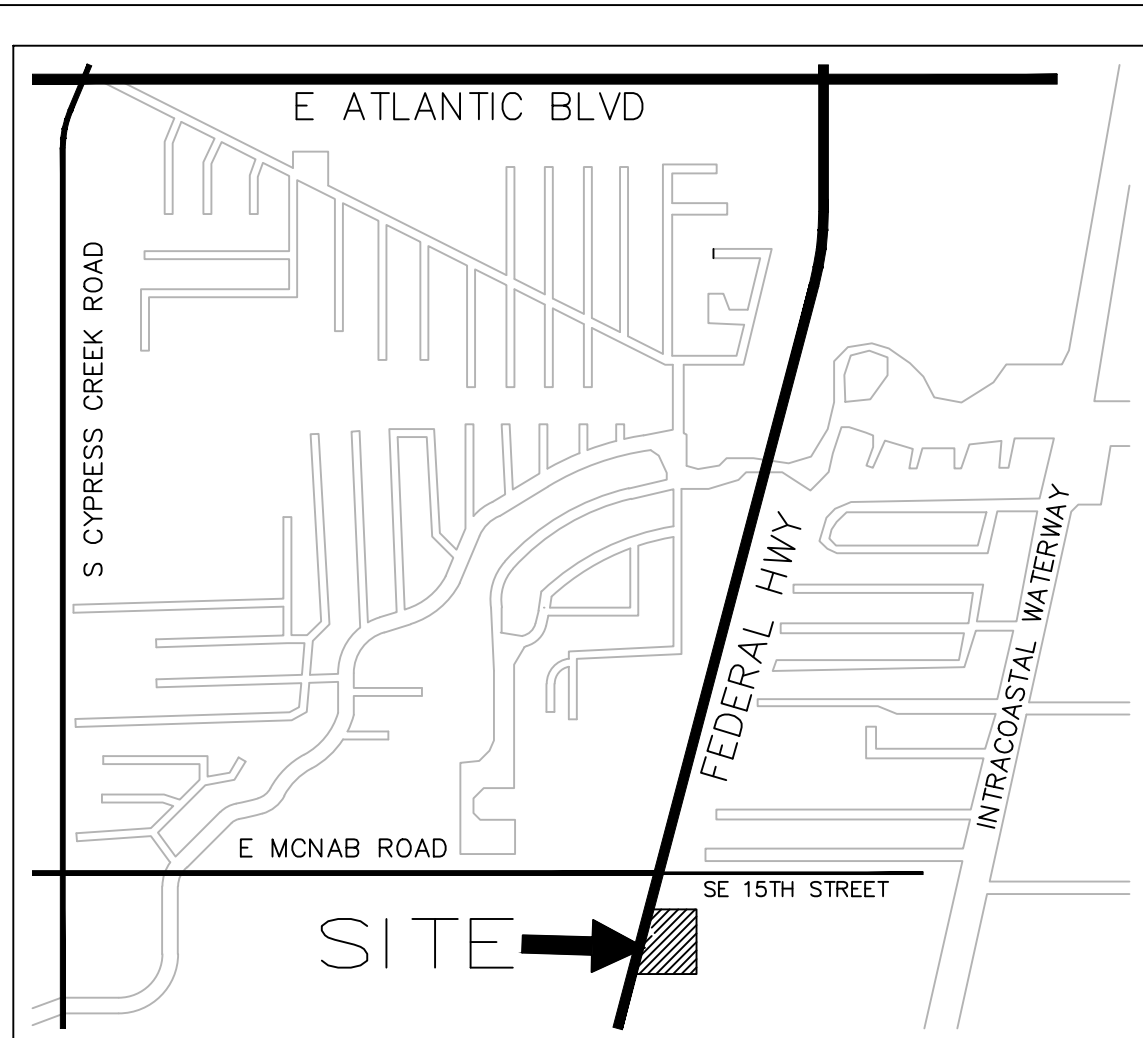 E ATLANTIC BLVD
S CYPRESS CREEK ROAD
FEDERAL HWY
INTRACOASTAL WATERWAY
E MCNAB ROAD
SE 15TH STREET
SITE